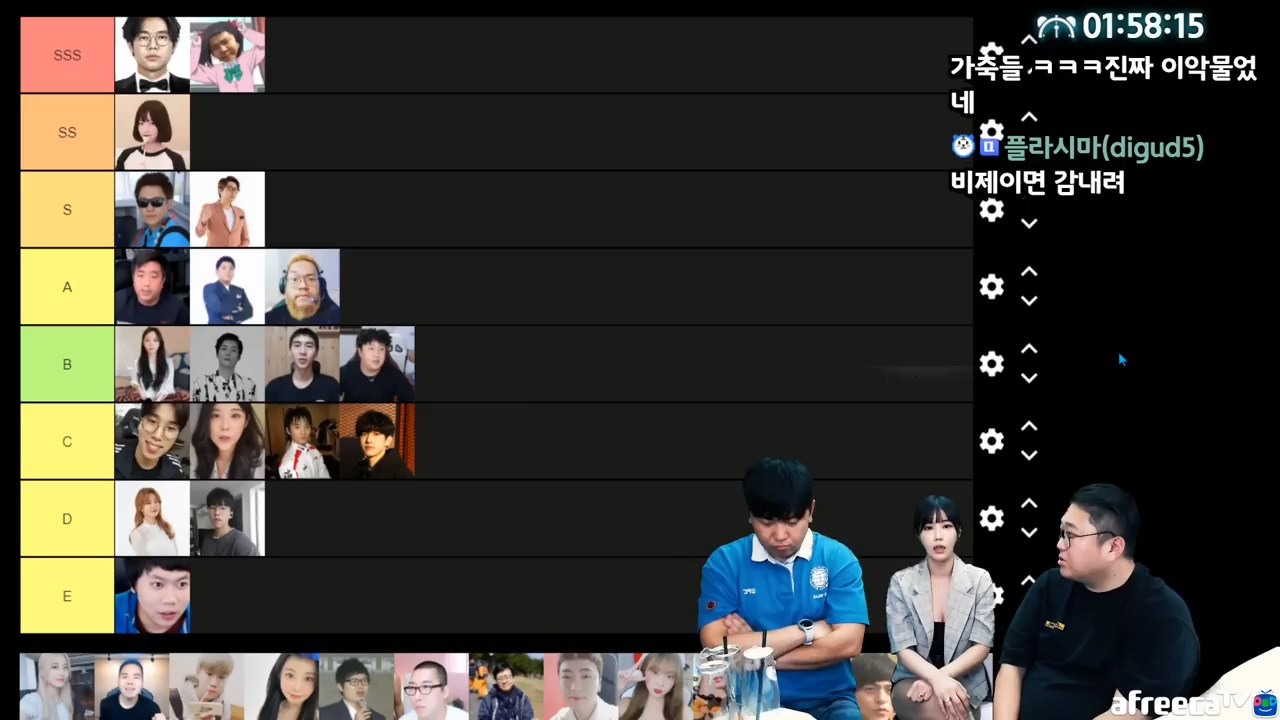 01:58:15
가축들 ㅋㅋㅋ진짜 이악물었
네
플라시마(digud5)
비제이면 감내려
SSS
SS
S
A
B
C
D
E
afreecaTV